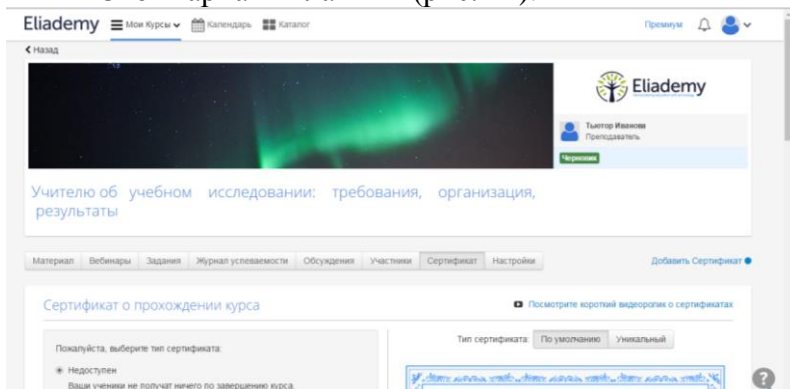 Eliademy Мои Курсы Календарь Каталог Премиум
Назад
Eliademy
Тьютор Иванова
Преподаватель
Черновик
Учителю об учебном исследовании: требования, организация,
результаты
Материал Вебинары Задания Журнал успеваемости Обсуждения Участники Сертификат Настройки Добавить Сертификат
Сертификат о прохождении курса Посмотрите короткий видеоролик о сертификатах
Пожалуйста, выберите тип сертификата: Тип сертификата: По умолчанию Уникальный
Недоступен
Ваши ученики не получат ничего по завершению курса.